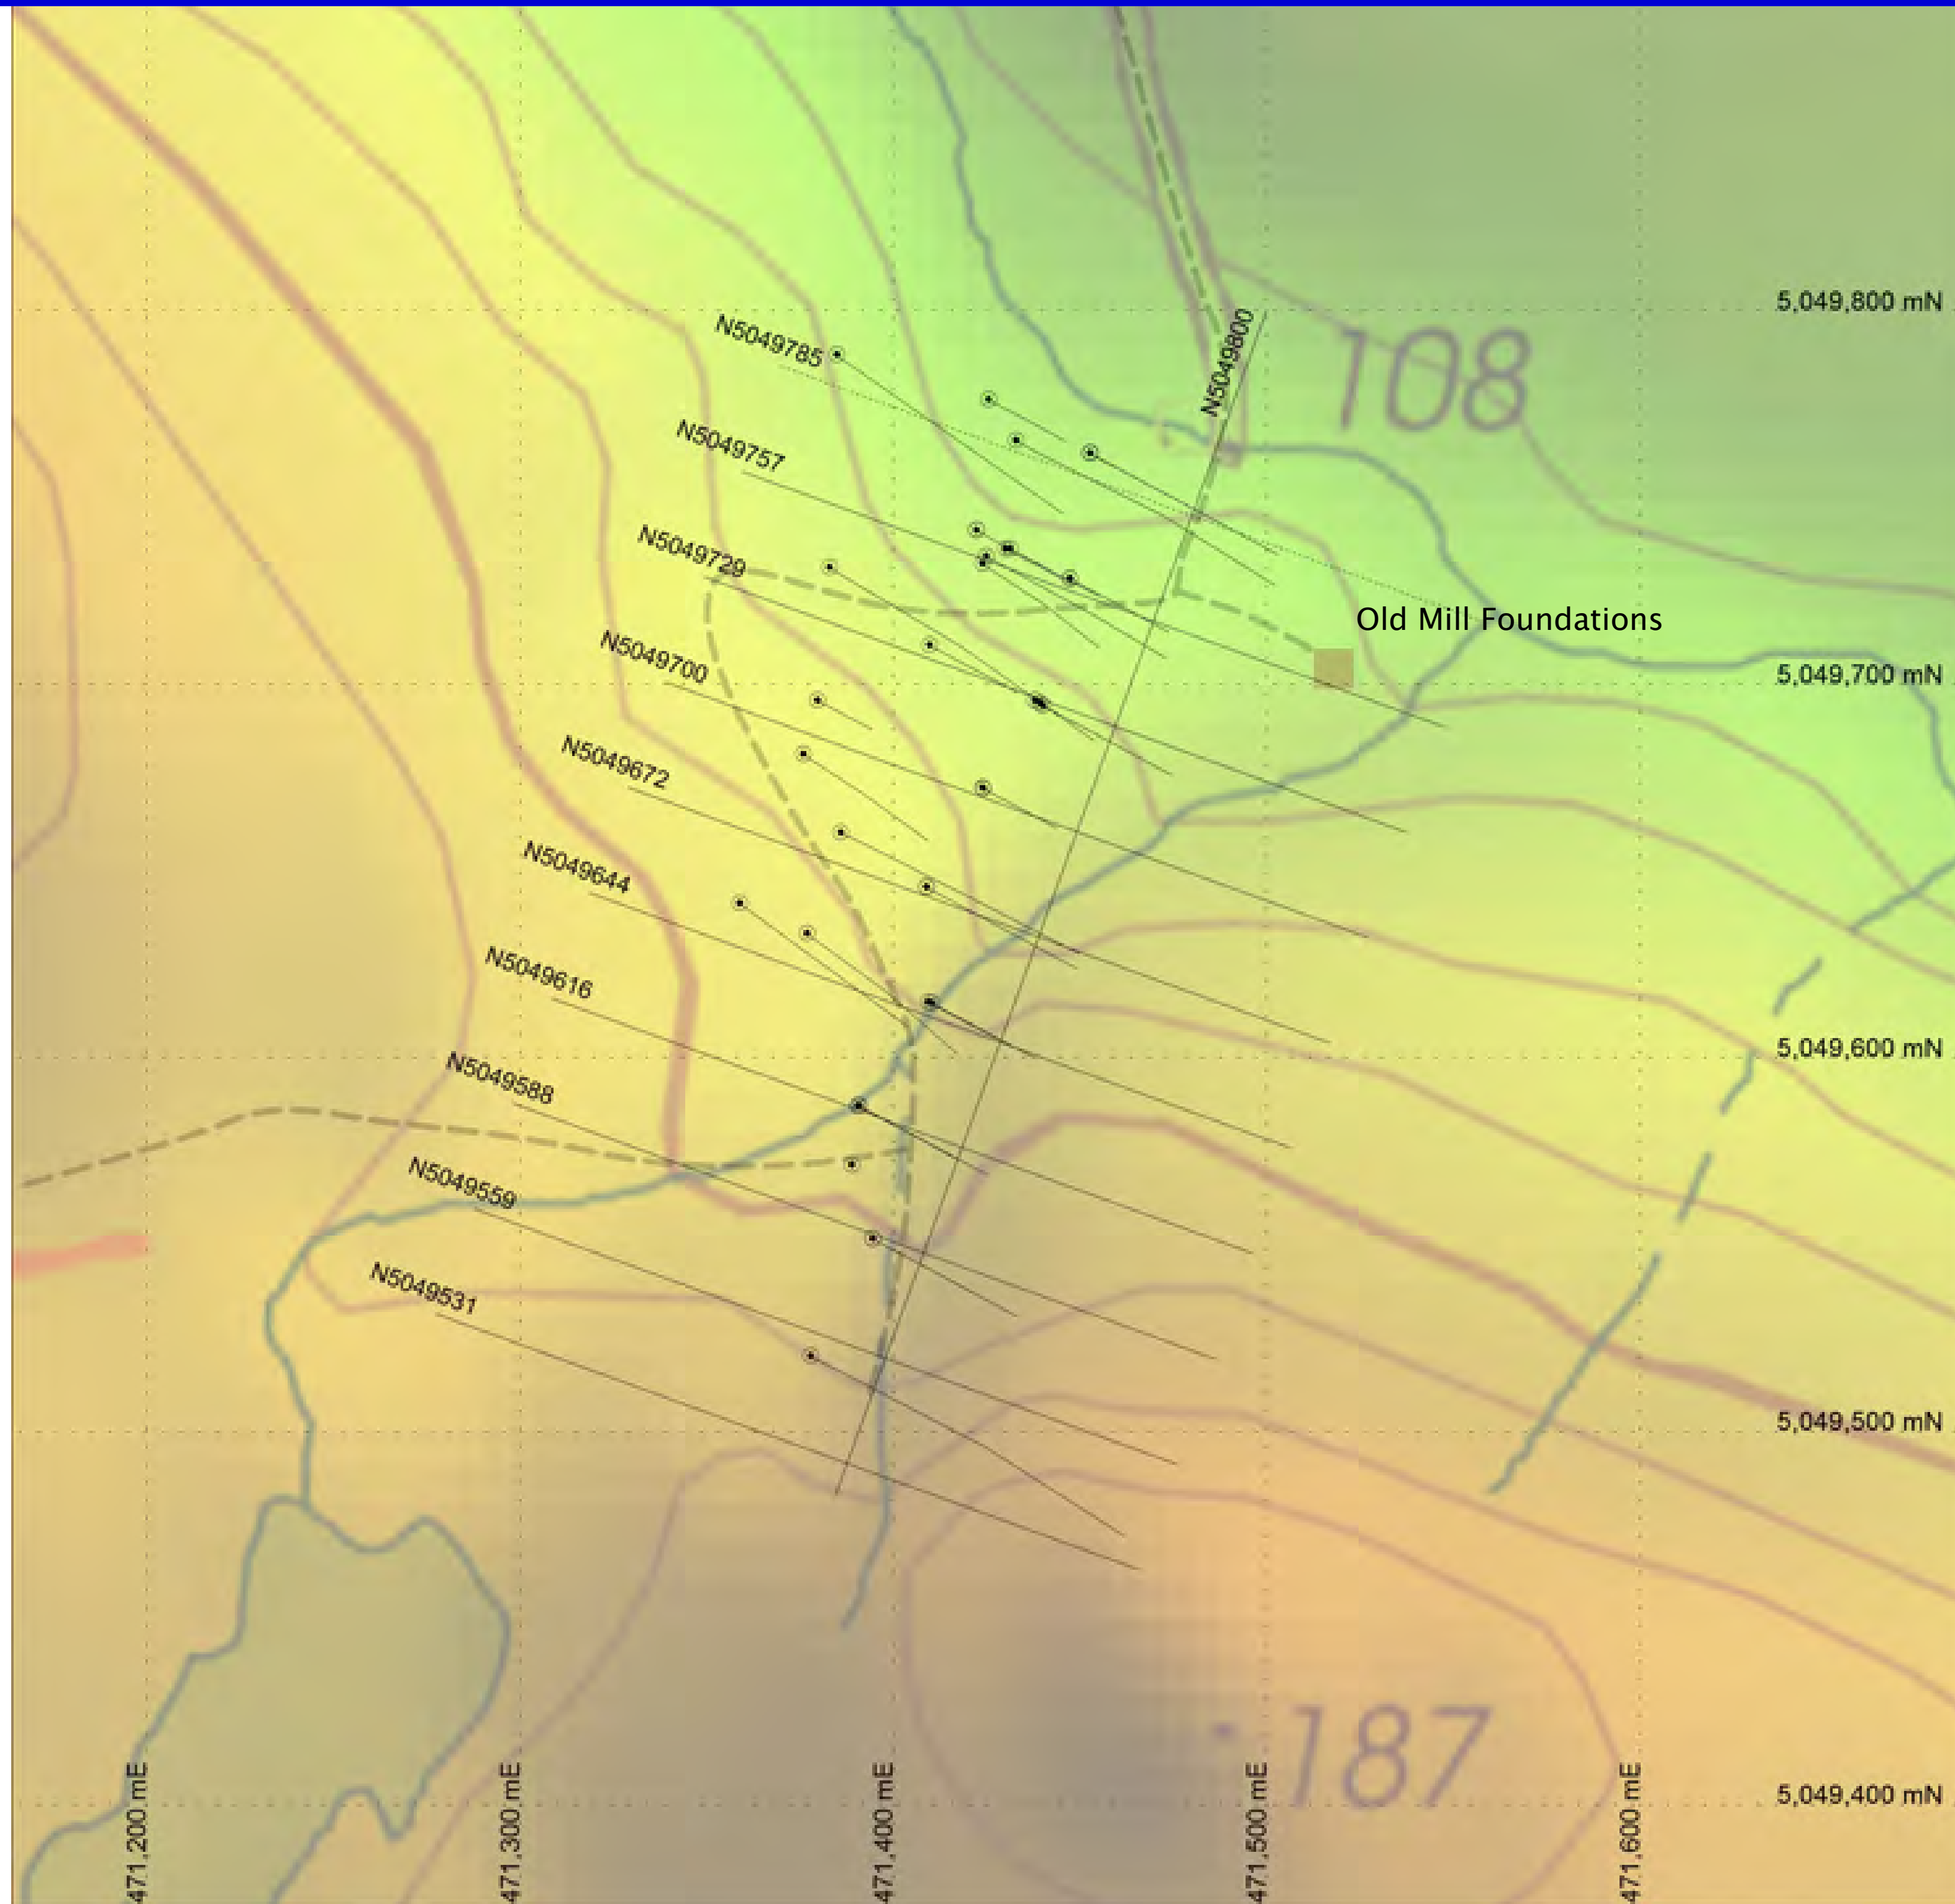 N5049800
5,049,800 mN
N5049785
108
N5049757
N5049729
Old Mill Foundations
N5049700
5,049,700 mN
N5049672
N5049644
N5049616
5,049,600 mN
N5049588
N5049559
N5049531
5,049,500 mN
187
5,049,400 mN
471,200 mE
471,300 mE
471,400 mE
471,500 mE
471,600 mE